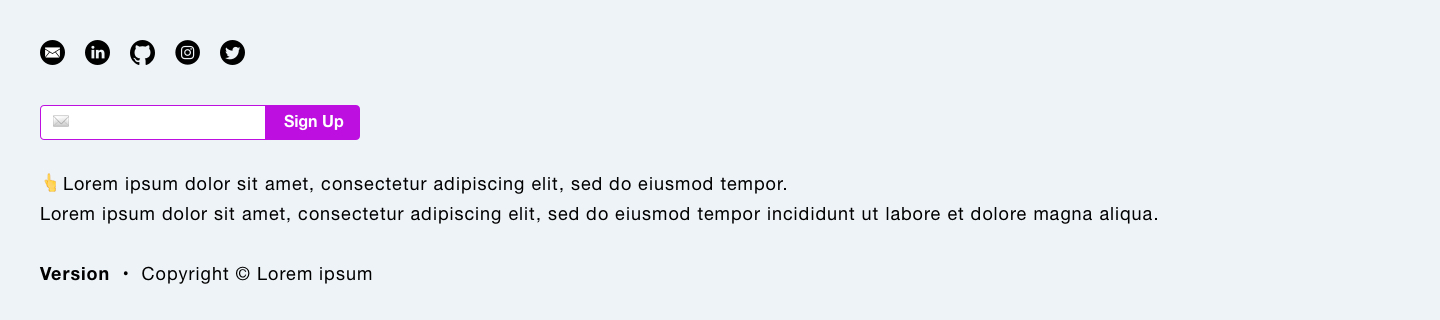 Sign Up
👆Lorem ipsum dolor sit amet, consectetur adipiscing elit, sed do eiusmod tempor.
Lorem ipsum dolor sit amet, consectetur adipiscing elit, sed do eiusmod tempor incididunt ut labore et dolore magna aliqua.
Version • Copyright © Lorem ipsum